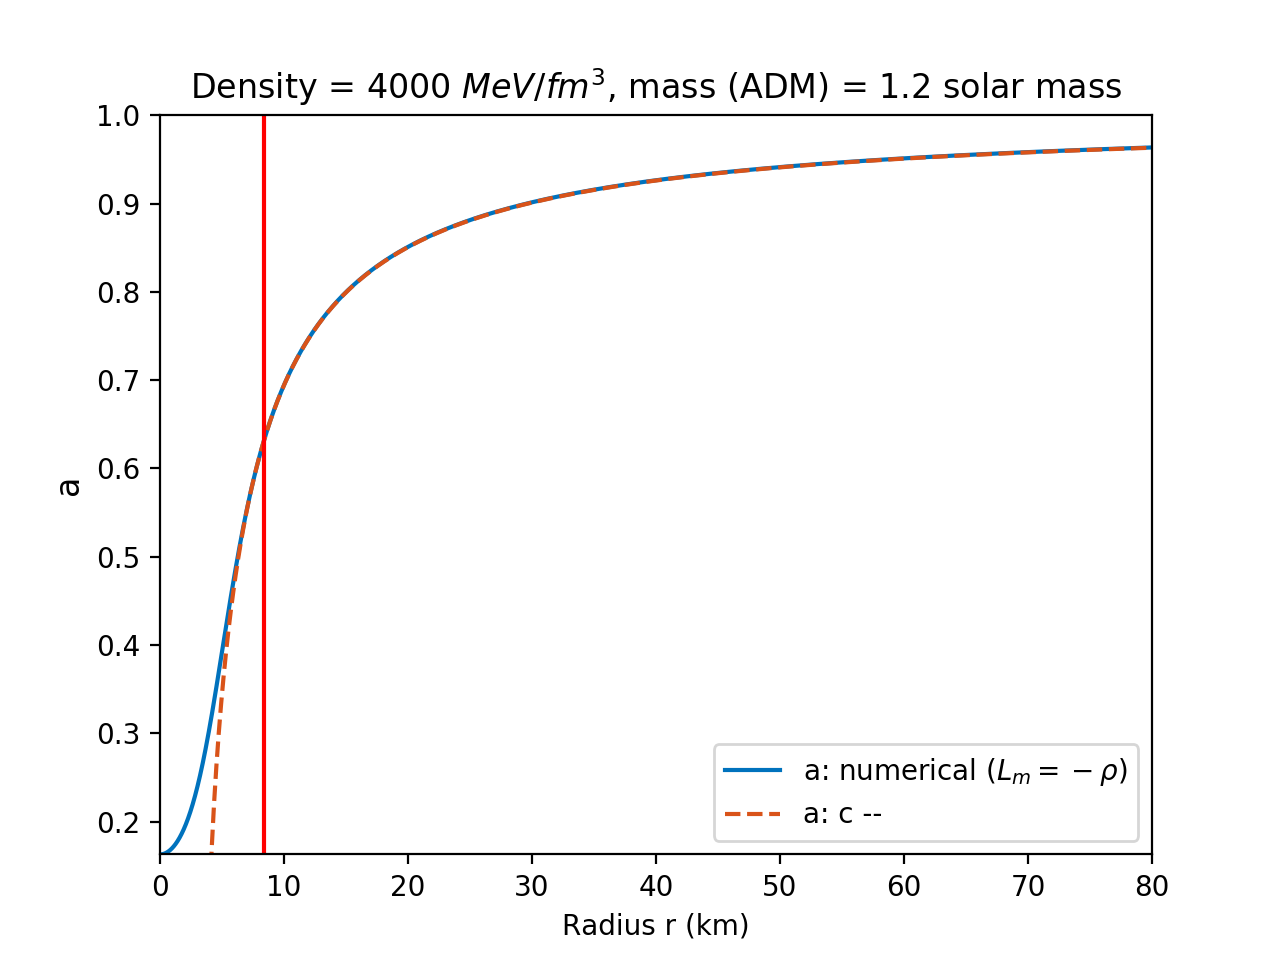 Density = 4000 MeV/fm³, mass (ADM) = 1.2 solar mass
1.0
0.9
0.8
0.7
0.6
0.5
0.4
0.3
0.2
a
a: numerical (Lₘ = −ρ)
a: c --
0 10 20 30 40 50 60 70 80
Radius r (km)